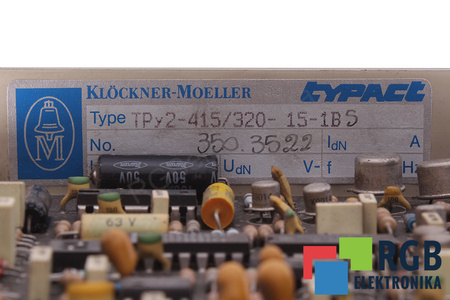 KLÖCKNER-MOELLER typact
Type TPy2-415/320- 15-1BS
No. 350.3522 IdN A
M
UdN V- f Hz
50V 50V
63 V
RGB
ELEKTRONIKA